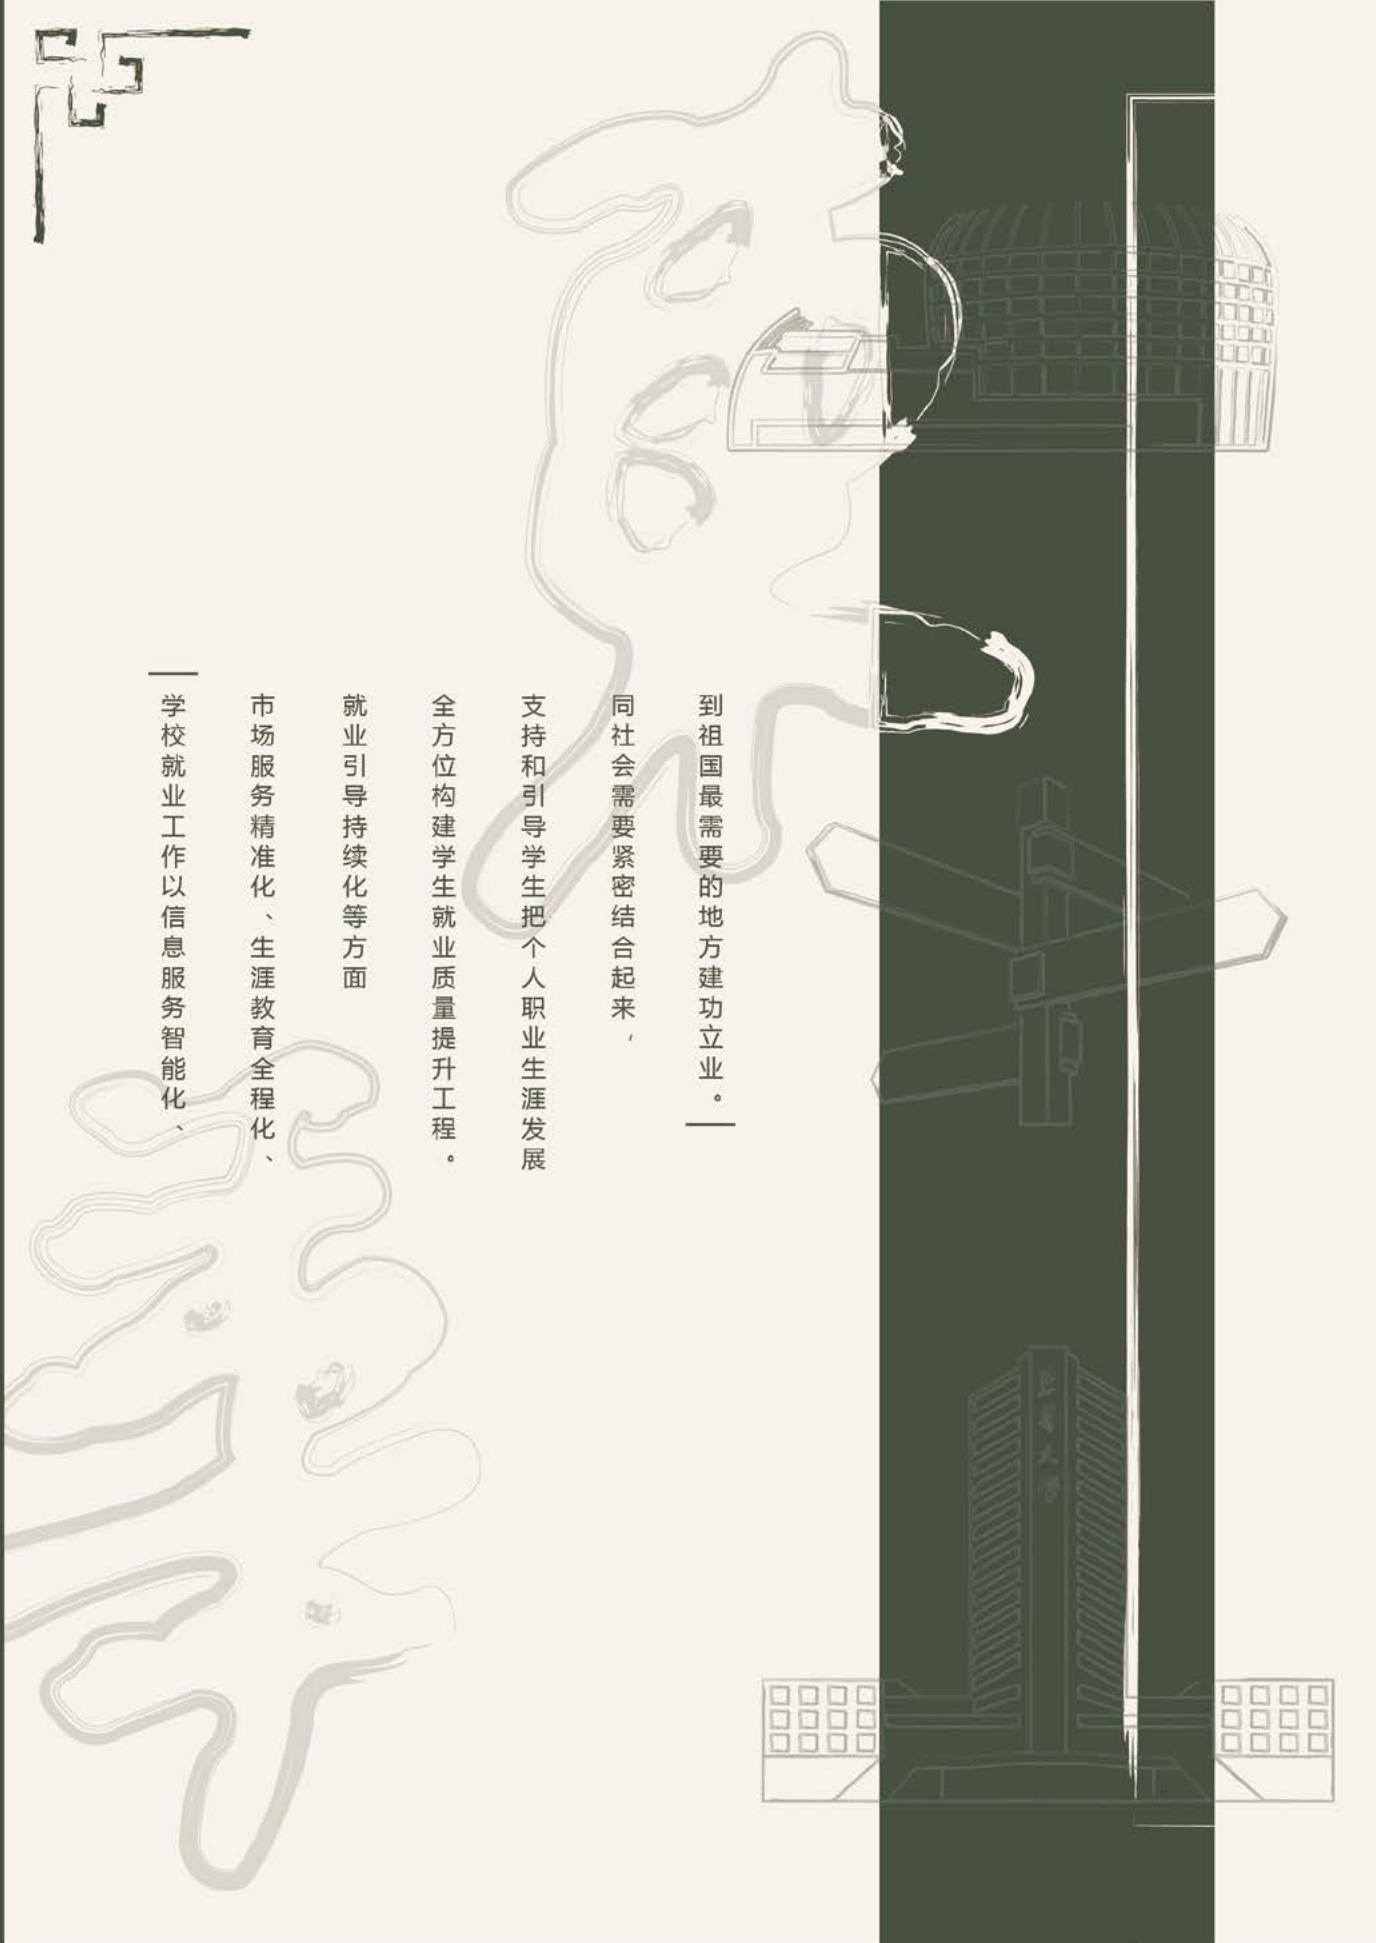 学校就业工作以信息服务智能化、
市场服务精准化、生涯教育全程化、
就业引导持续化等方面
全方位构建学生就业质量提升工程。
支持和引导学生把个人职业生涯发展
同社会需要紧密结合起来，
到祖国最需要的地方建功立业。